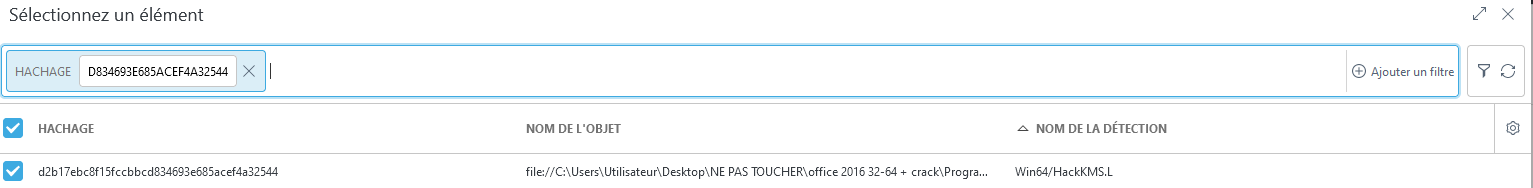 Sélectionnez un élément
HACHAGE D834693E685ACEF4A32544 Ajouter un filtre
HACHAGE NOM DE L'OBJET NOM DE LA DÉTECTION
d2b17ebc8f15fccbbcd834693e685acef4a32544 file://C:\Users\Utilisateur\Desktop\NE PAS TOUCHER\office 2016 32-64 + crack\Progra... Win64/HackKMS.L